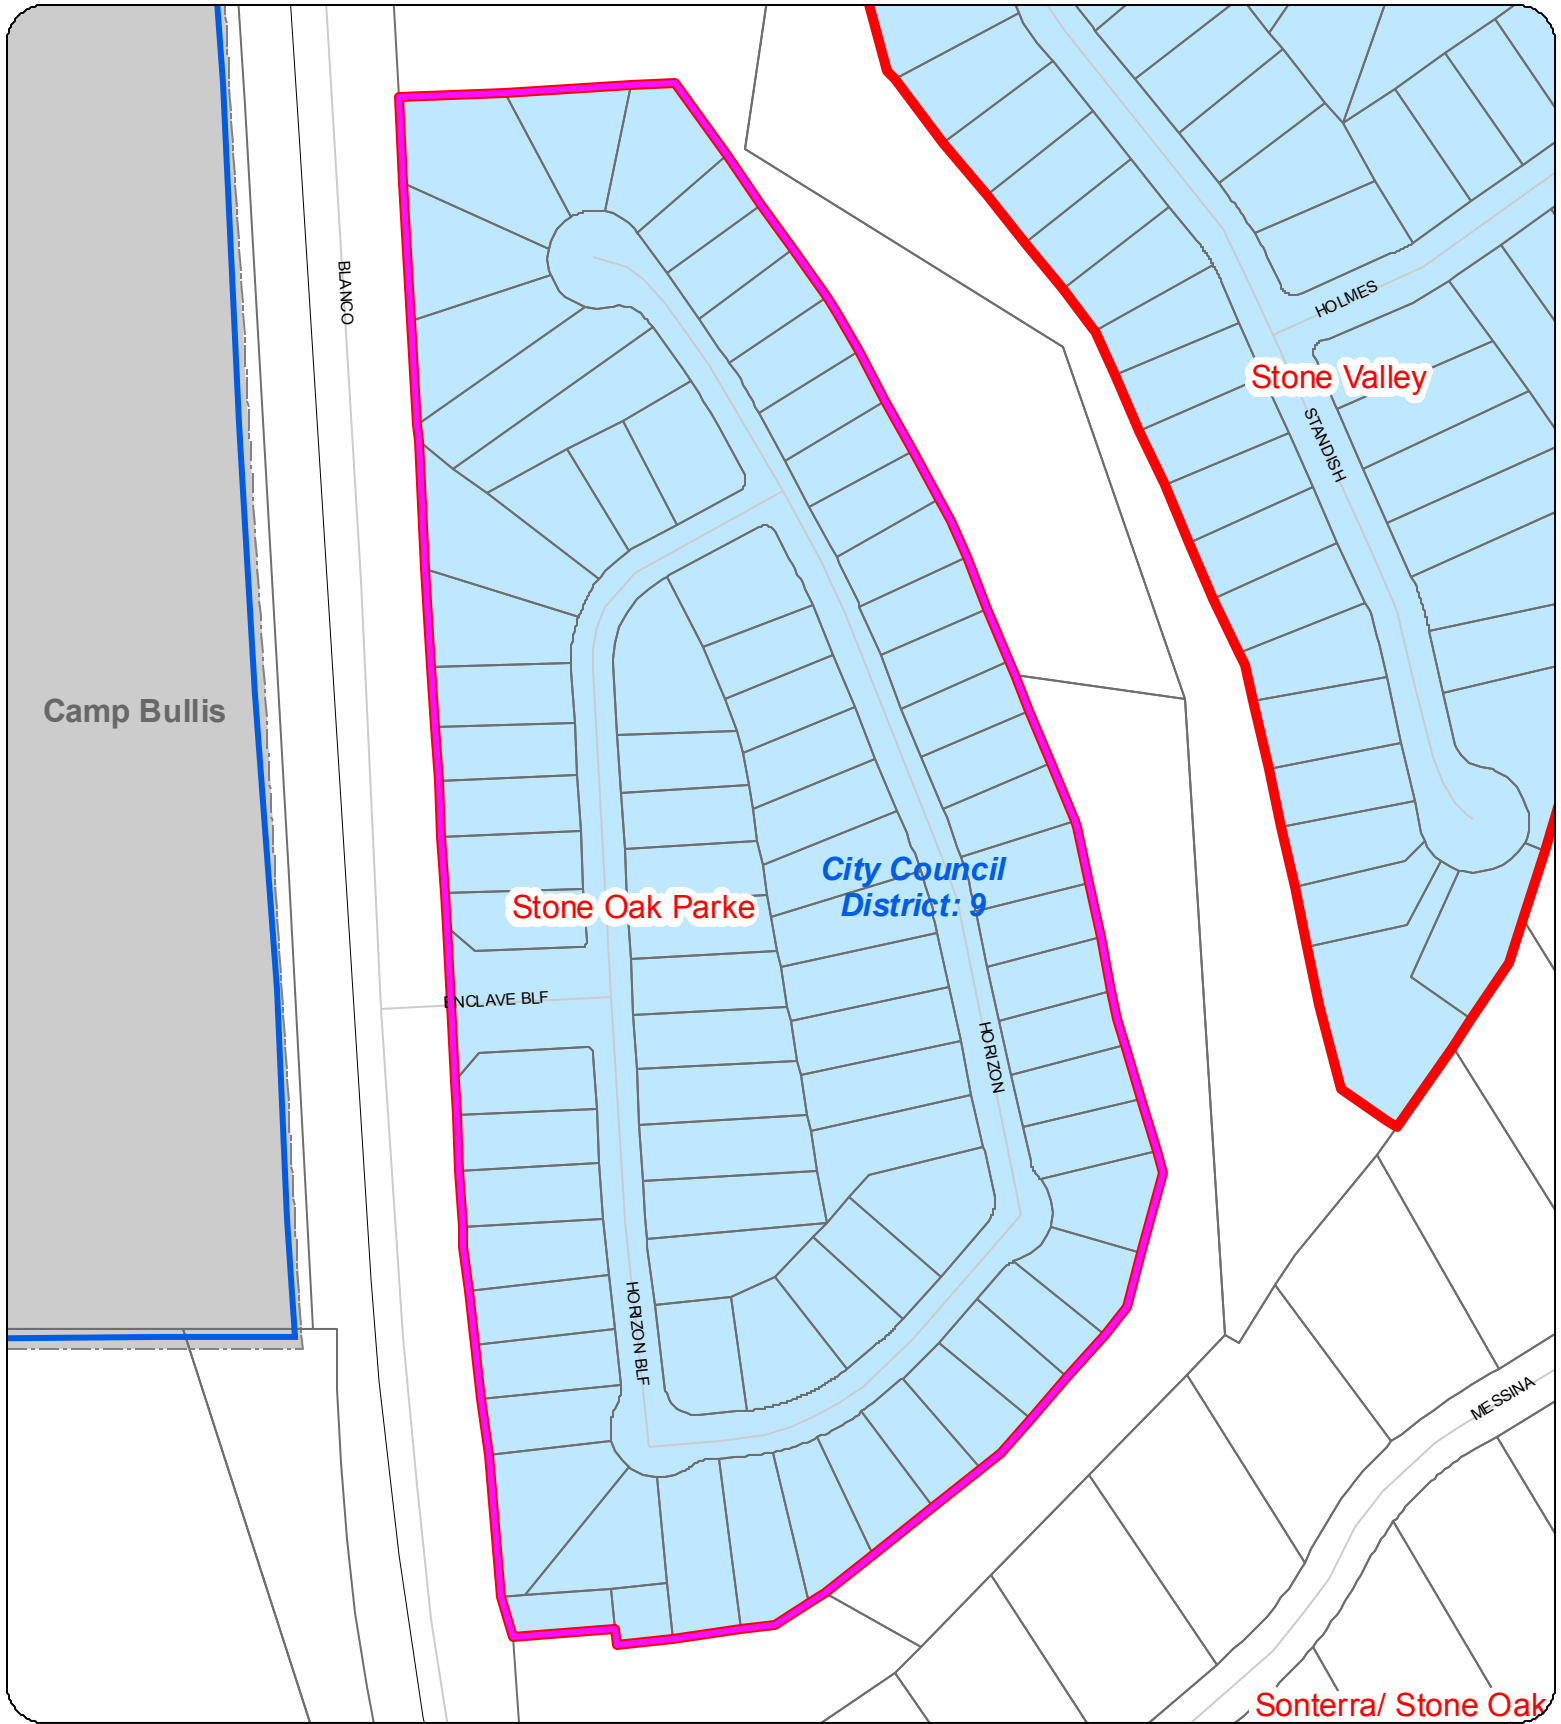 BLANCO
HOLMES
Stone Valley
STANDISH
Camp Bullis
City Council
District: 9
Stone Oak Parke
ENCLAVE BLF
HORIZON
HORIZON BLF
MESSINA
Sonterra/ Stone Oak